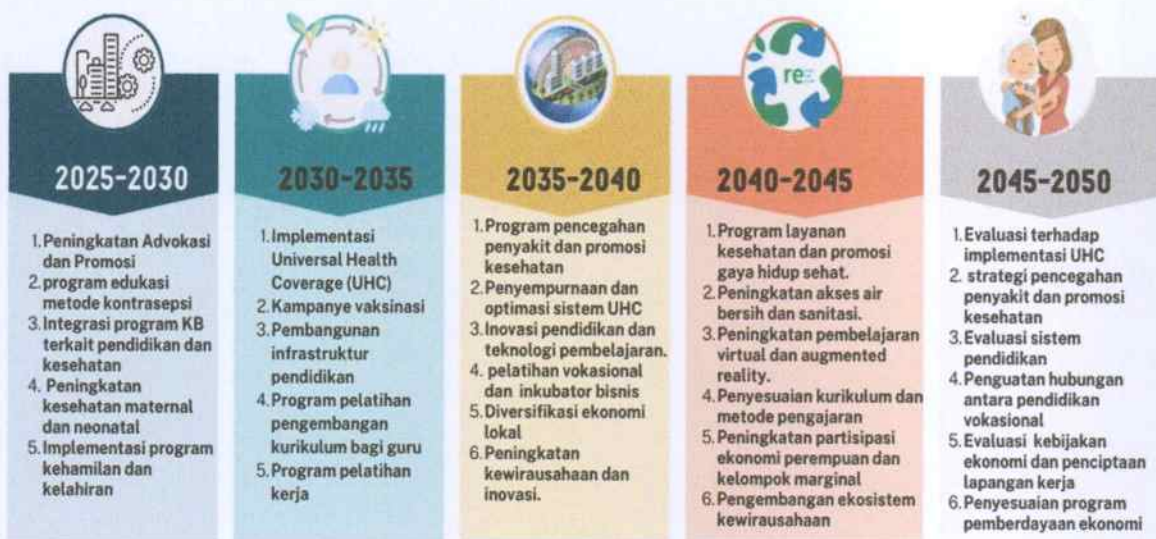 2025-2030
1. Peningkatan Advokasi
dan Promosi
2. program edukasi
metode kontrasepsi
3. Integrasi program KB
terkait pendidikan dan
kesehatan
4. Peningkatan
kesehatan maternal
dan neonatal
5. Implementasi program
kehamilan dan
kelahiran
2030-2035
1. Implementasi
Universal Health
Coverage (UHC)
2. Kampanye vaksinasi
3. Pembangunan
infrastruktur
pendidikan
4. Program pelatihan
pengembangan
kurikulum bagi guru
5. Program pelatihan
kerja
2035-2040
1. Program pencegahan
penyakit dan promosi
kesehatan
2. Penyempurnaan dan
optimasi sistem UHC
3. Inovasi pendidikan dan
teknologi pembelajaran.
4. pelatihan vokasional
dan inkubator bisnis
5. Diversifikasi ekonomi
lokal
6. Peningkatan
kewirausahaan dan
inovasi.
re
2040-2045
1. Program layanan
kesehatan dan promosi
gaya hidup sehat.
2. Peningkatan akses air
bersih dan sanitasi.
3. Peningkatan pembelajaran
virtual dan augmented
reality.
4. Penyesuaian kurikulum dan
metode pengajaran
5. Peningkatan partisipasi
ekonomi perempuan dan
kelompok marginal
6. Pengembangan ekosistem
kewirausahaan
2045-2050
1. Evaluasi terhadap
implementasi UHC
2. strategi pencegahan
penyakit dan promosi
kesehatan
3. Evaluasi sistem
pendidikan
4. Penguatan hubungan
antara pendidikan
vokasional
5. Evaluasi kebijakan
ekonomi dan penciptaan
lapangan kerja
6. Penyesuaian program
pemberdayaan ekonomi